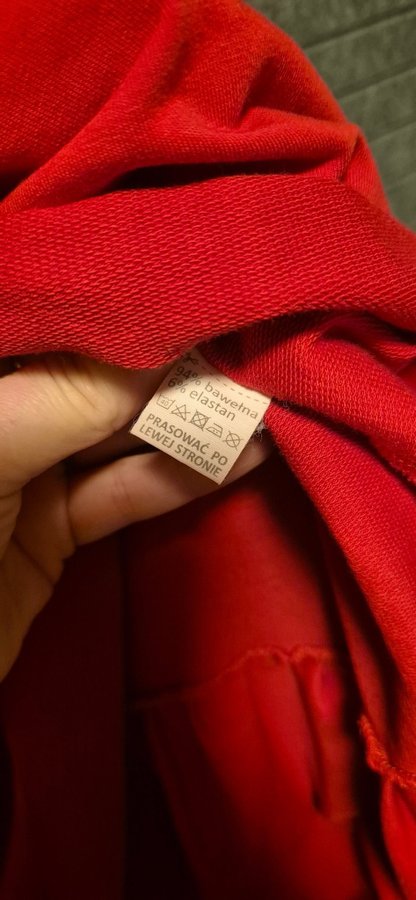 94% bawełna
6% elastan
PRASOWAĆ PO
LEWEJ STRONIE